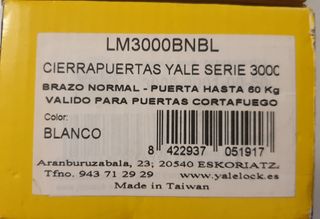 LM3000BNBL
CIERRAPUERTAS YALE SERIE 3000
BRAZO NORMAL - PUERTA HASTA 60 Kg
VALIDO PARA PUERTAS CORTAFUEGO
Color:
BLANCO
8 422937 051917
Aranburuzabala, 23; 20540 ESKORIATZ
Tfno. 943 71 29 29 www.yalelock.es
Made in Taiwan